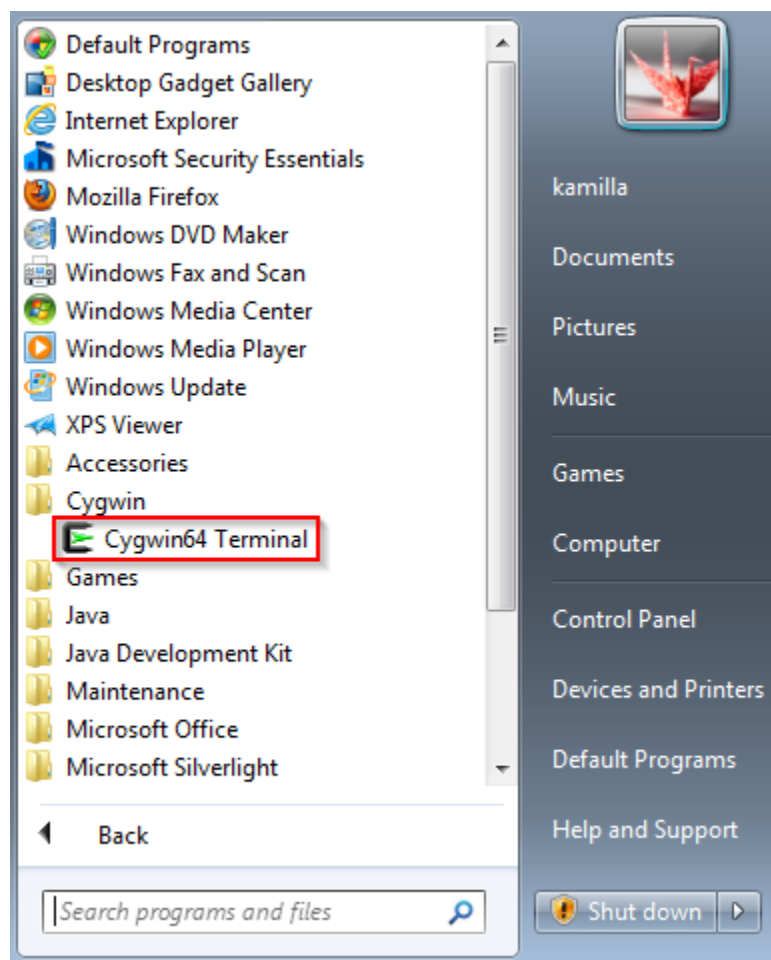 Default Programs
Desktop Gadget Gallery
Internet Explorer
Microsoft Security Essentials
Mozilla Firefox
Windows DVD Maker
Windows Fax and Scan
Windows Media Center
Windows Media Player
Windows Update
XPS Viewer
Accessories
Cygwin
Cygwin64 Terminal
Games
Java
Java Development Kit
Maintenance
Microsoft Office
Microsoft Silverlight
Back
Search programs and files
kamilla
Documents
Pictures
Music
Games
Computer
Control Panel
Devices and Printers
Default Programs
Help and Support
Shut down